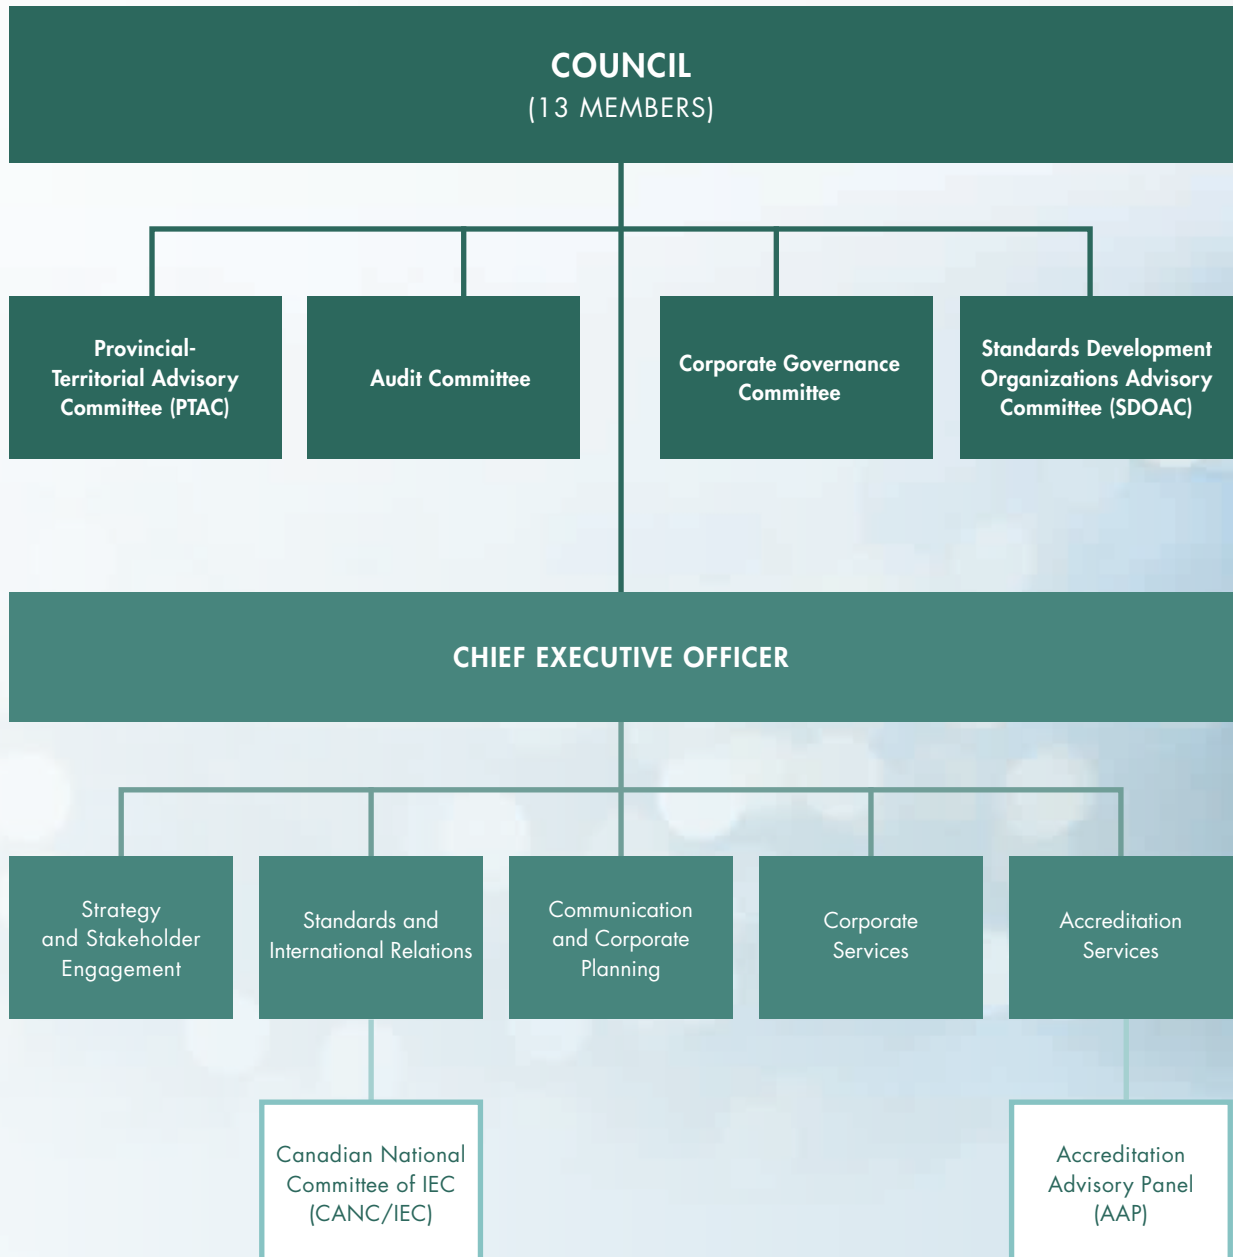 COUNCIL
(13 MEMBERS)
Provincial-
Territorial Advisory
Committee (PTAC)
Audit Committee
Corporate Governance
Committee
Standards Development
Organizations Advisory
Committee (SDOAC)
CHIEF EXECUTIVE OFFICER
Strategy
and Stakeholder
Engagement
Standards and
International Relations
Communication
and Corporate
Planning
Corporate
Services
Accreditation
Services
Canadian National
Committee of IEC
(CANC/IEC)
Accreditation
Advisory Panel
(AAP)